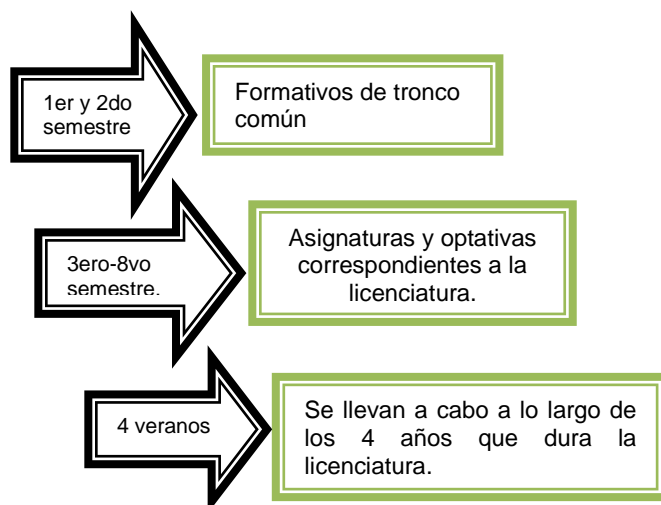 1er y 2do
semestre
Formativos de tronco
común
3ero-8vo
semestre.
Asignaturas y optativas
correspondientes a la
licenciatura.
4 veranos
Se llevan a cabo a lo largo de
los 4 años que dura la
licenciatura.